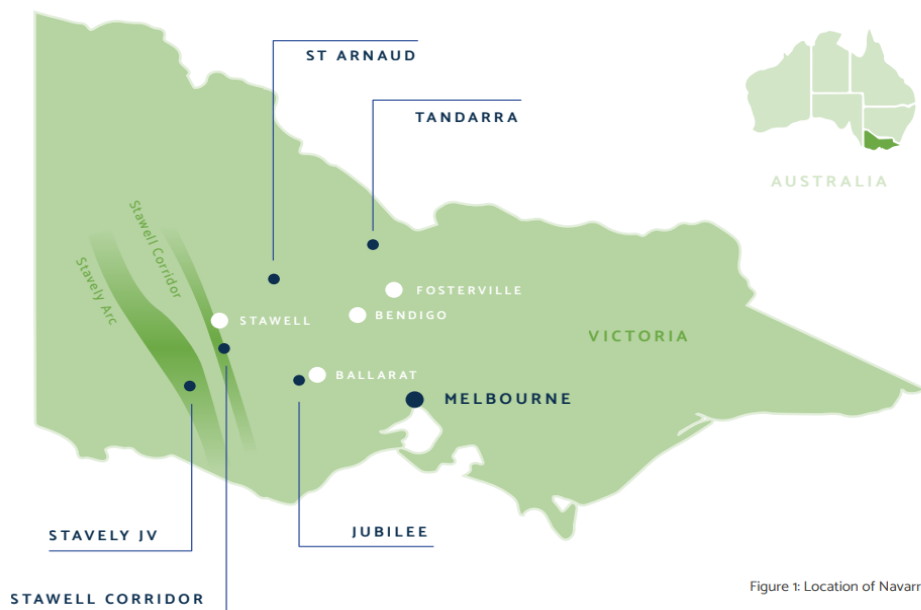 ST ARNAUD
TANDARRA
AUSTRALIA
Stawell Corridor
Stavely Arc
FOSTERVILLE
BENDIGO
STAWELL
VICTORIA
BALLARAT
MELBOURNE
STAVELY JV
JUBILEE
STAWELL CORRIDOR
Figure 1: Location of Navarr